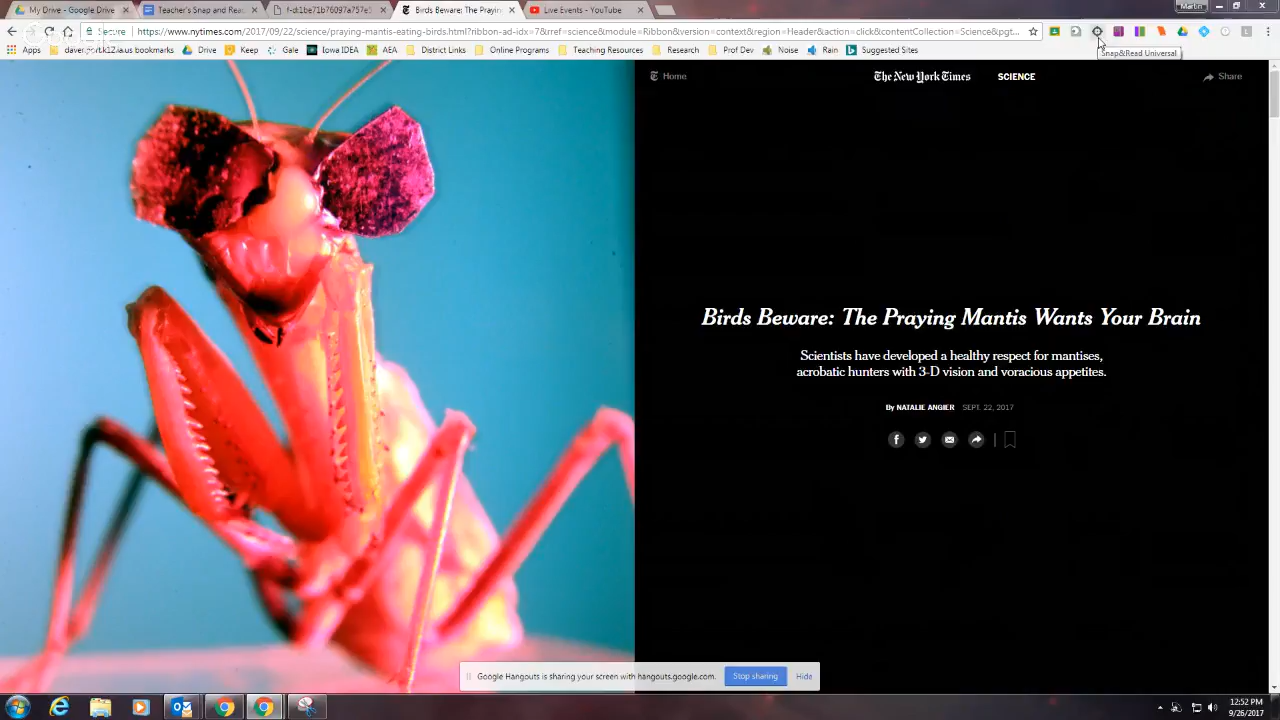 Martin
My Drive - Google Drive
Teacher's Snap and Read
f-dc1be71b76097a757e5
Birds Beware: The Prayin
Live Events - YouTube
Secure
https://www.nytimes.com/2017/09/22/science/praying-mantis-eating-birds.html?ribbon-ad-idx=7&rref=science&module=Ribbon&version=context&region=Header&action=click&contentCollection=Science&pgt...
Apps
Drive
Keep
Gale
Iowa IDEA
AEA
District Links
Online Programs
Teaching Resources
Research
Prof Dev
Noise
Rain
Suggested Sites
Snap&Read Universal
Home
The New York Times
SCIENCE
Share
Birds Beware: The Praying Mantis Wants Your Brain
Scientists have developed a healthy respect for mantises,
acrobatic hunters with 3-D vision and voracious appetites.
By NATALIE ANGIER SEPT. 22, 2017
Google Hangouts is sharing your screen with hangouts.google.com.
Stop sharing
Hide
12:52 PM
9/26/2017